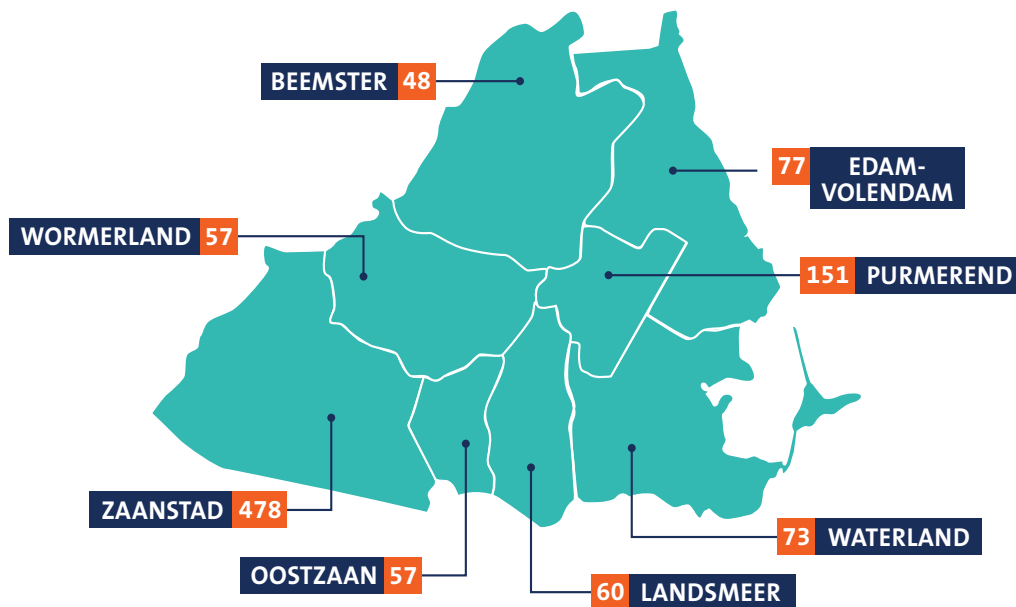 BEEMSTER 48
77 EDAM-
VOLENDAM
WORMERLAND 57
151 PURMEREND
ZAANSTAD 478
73 WATERLAND
OOSTZAAN 57
60 LANDSMEER